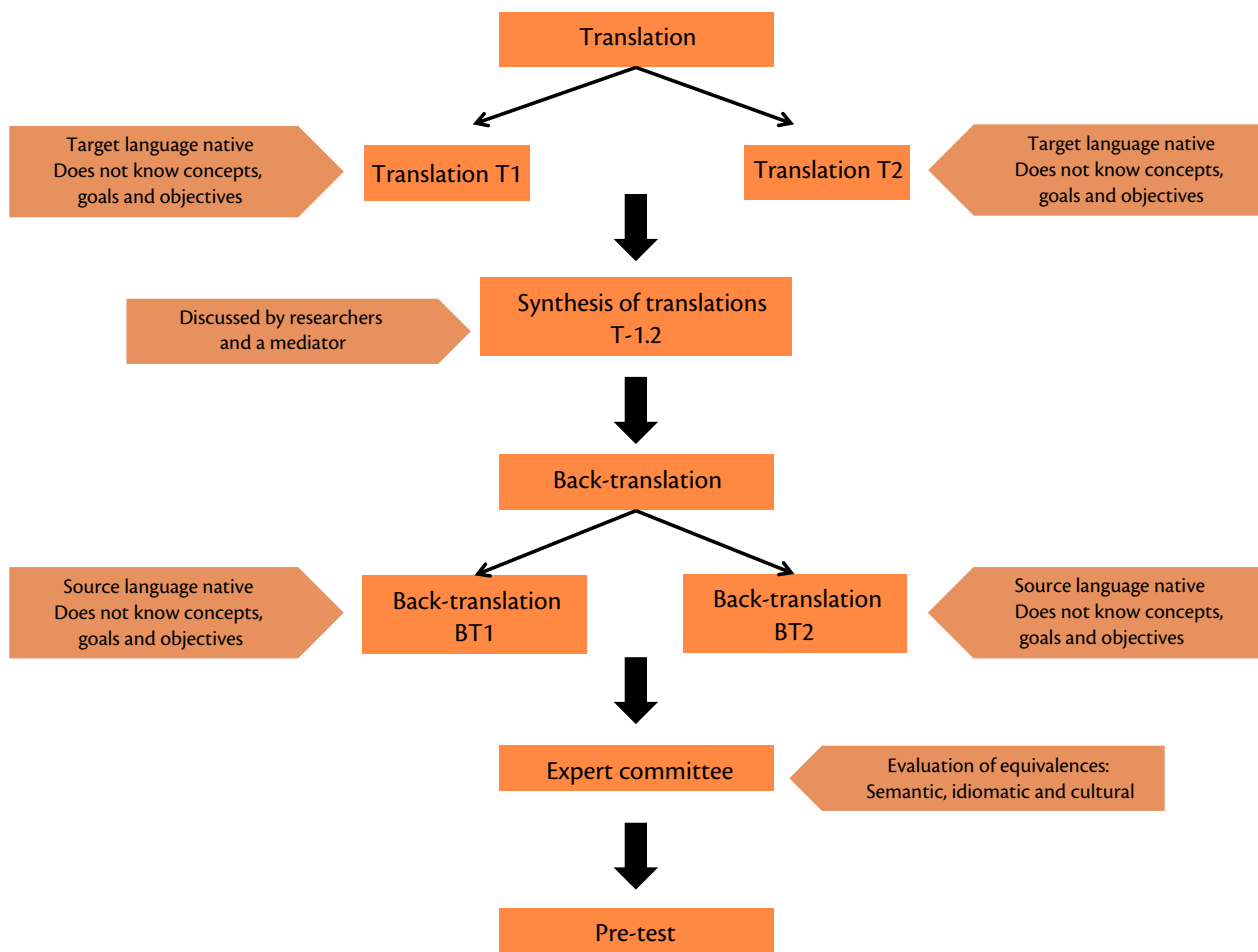 Translation
Target language native
Does not know concepts,
goals and objectives
Translation T1
Translation T2
Target language native
Does not know concepts,
goals and objectives
Discussed by researchers
and a mediator
Synthesis of translations
T-1.2
Back-translation
Source language native
Does not know concepts,
goals and objectives
Back-translation
BT1
Back-translation
BT2
Source language native
Does not know concepts,
goals and objectives
Expert committee
Evaluation of equivalences:
Semantic, idiomatic and cultural
Pre-test